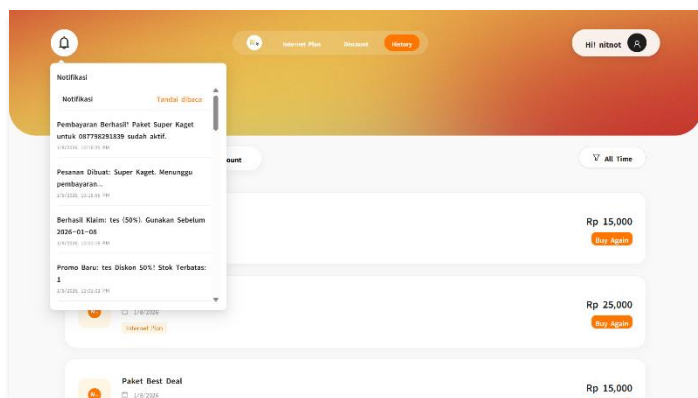 Internet Plan
Discount
History
Hi! nitnot
Notifikasi
Notifikasi
Tandai dibaca
Pembayaran Berhasil! Paket Super Kaget
untuk 087798291839 sudah aktif.
Pesanan Dibuat: Super Kaget. Menunggu
pembayaran...
Berhasil Klaim: tes (50%). Gunakan Sebelum
2026-01-08
Promo Baru: tes Diskon 50%! Stok Terbatas:
1
ount
All Time
Rp 15,000
Buy Again
1/8/2026
Internet Plan
Rp 25,000
Buy Again
Paket Best Deal
1/8/2026
Rp 15,000